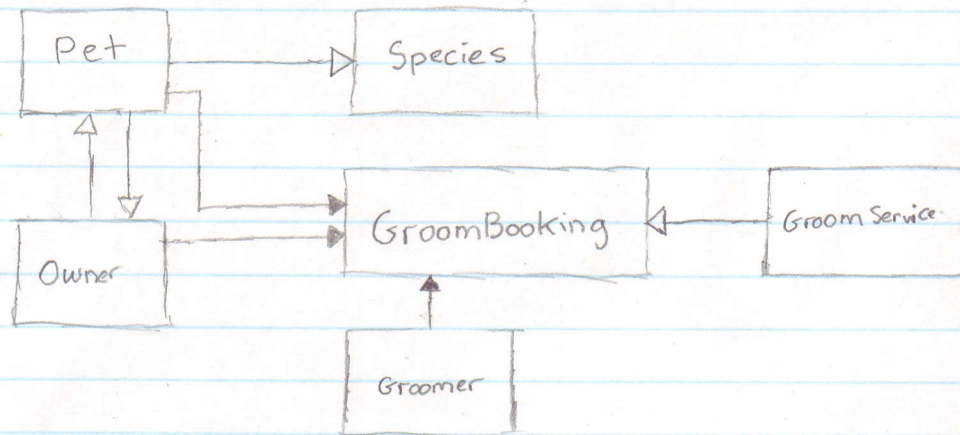 Pet
Species
GroomBooking
Groom Service
Owner
Groomer